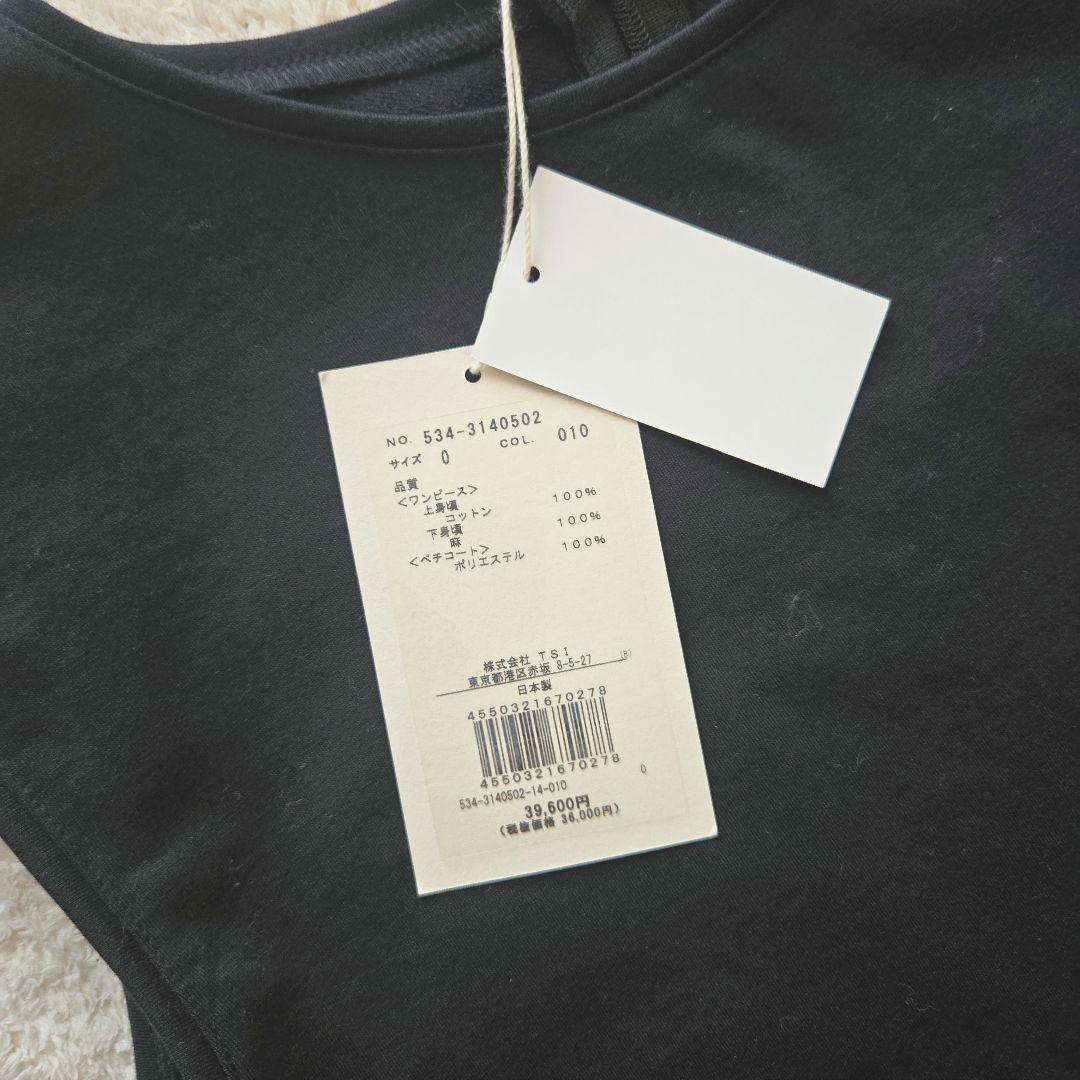 NO. 534-3140502
COL. 010
サイズ 0
品質
<ワンピース>
上身頃
コットン 100%
下身頃
麻 100%
<ペチコート>
ポリエステル 100%
株式会社 TSI
東京都港区赤坂 8-5-27 (B)
日本製
4550321670278
4550321670278
534-3140502-14-010 0
39,600円
(税抜価格 36,000円)